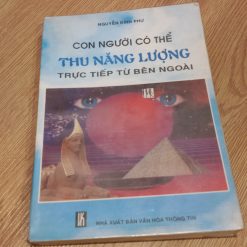 NGUYỄN ĐÌNH PHƯ
CON NGƯỜI CÓ THỂ
THU NĂNG LƯỢNG
TRỰC TIẾP TỪ BÊN NGOÀI
NHÀ XUẤT BẢN VĂN HÓA THÔNG TIN